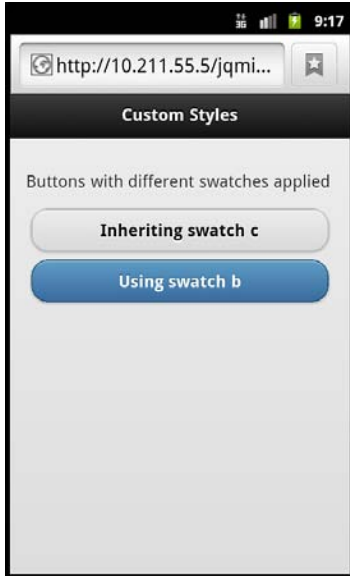 3G 9:17
http://10.211.55.5/jqmi...
Custom Styles
Buttons with different swatches applied
Inheriting swatch c
Using swatch b